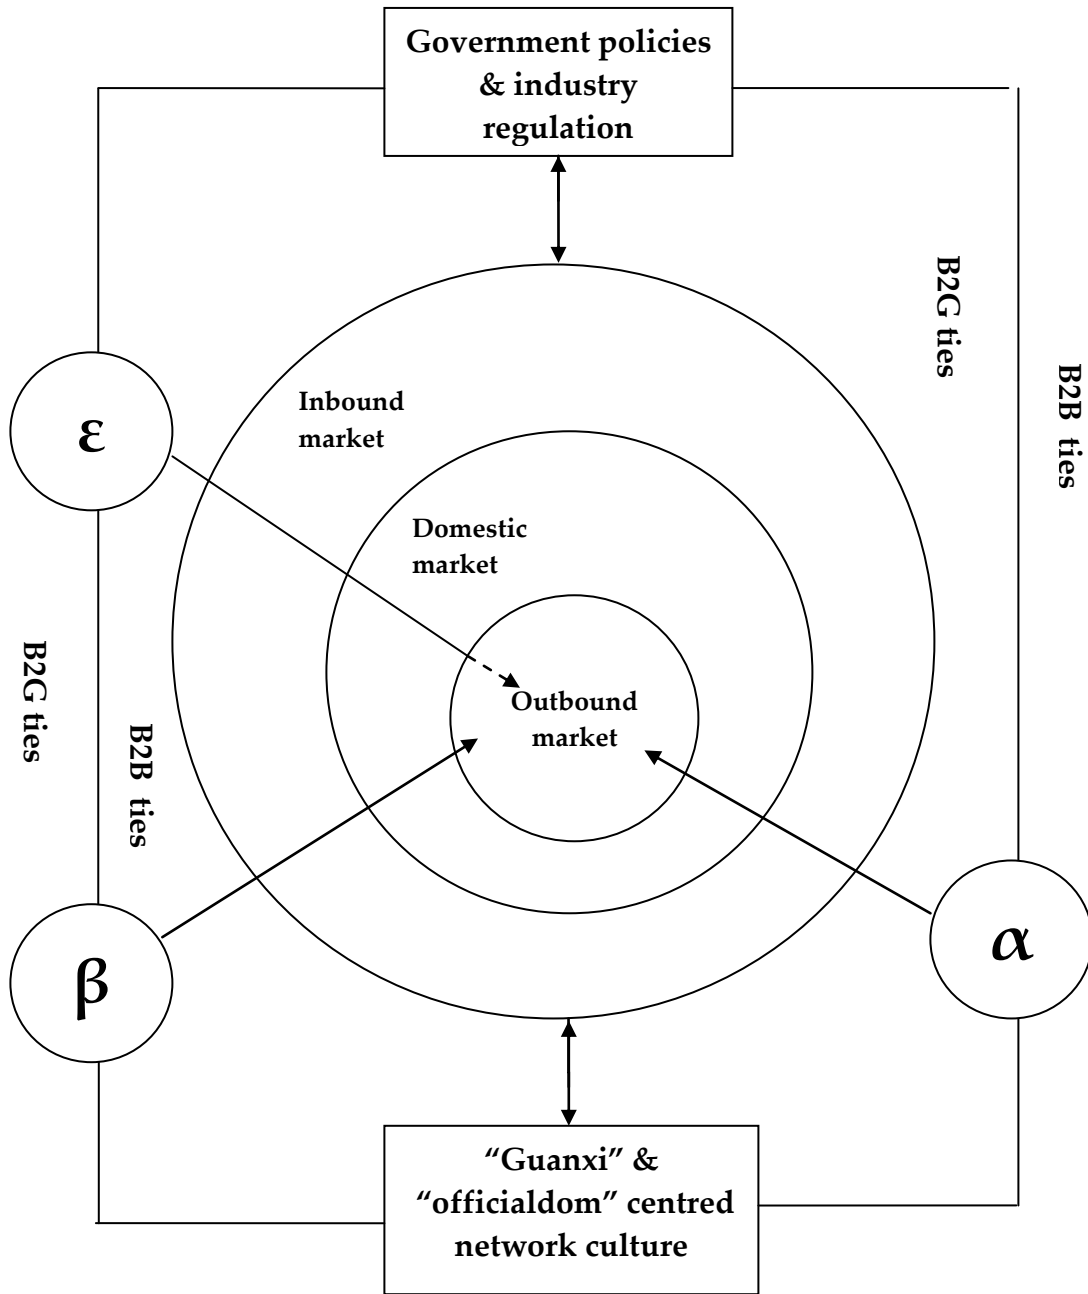 Government policies
& industry
regulation
B2G ties
B2B ties
Inbound
market
ε
Domestic
market
B2G ties
B2B ties
Outbound
market
β
α
“Guanxi” &
“officialdom” centred
network culture